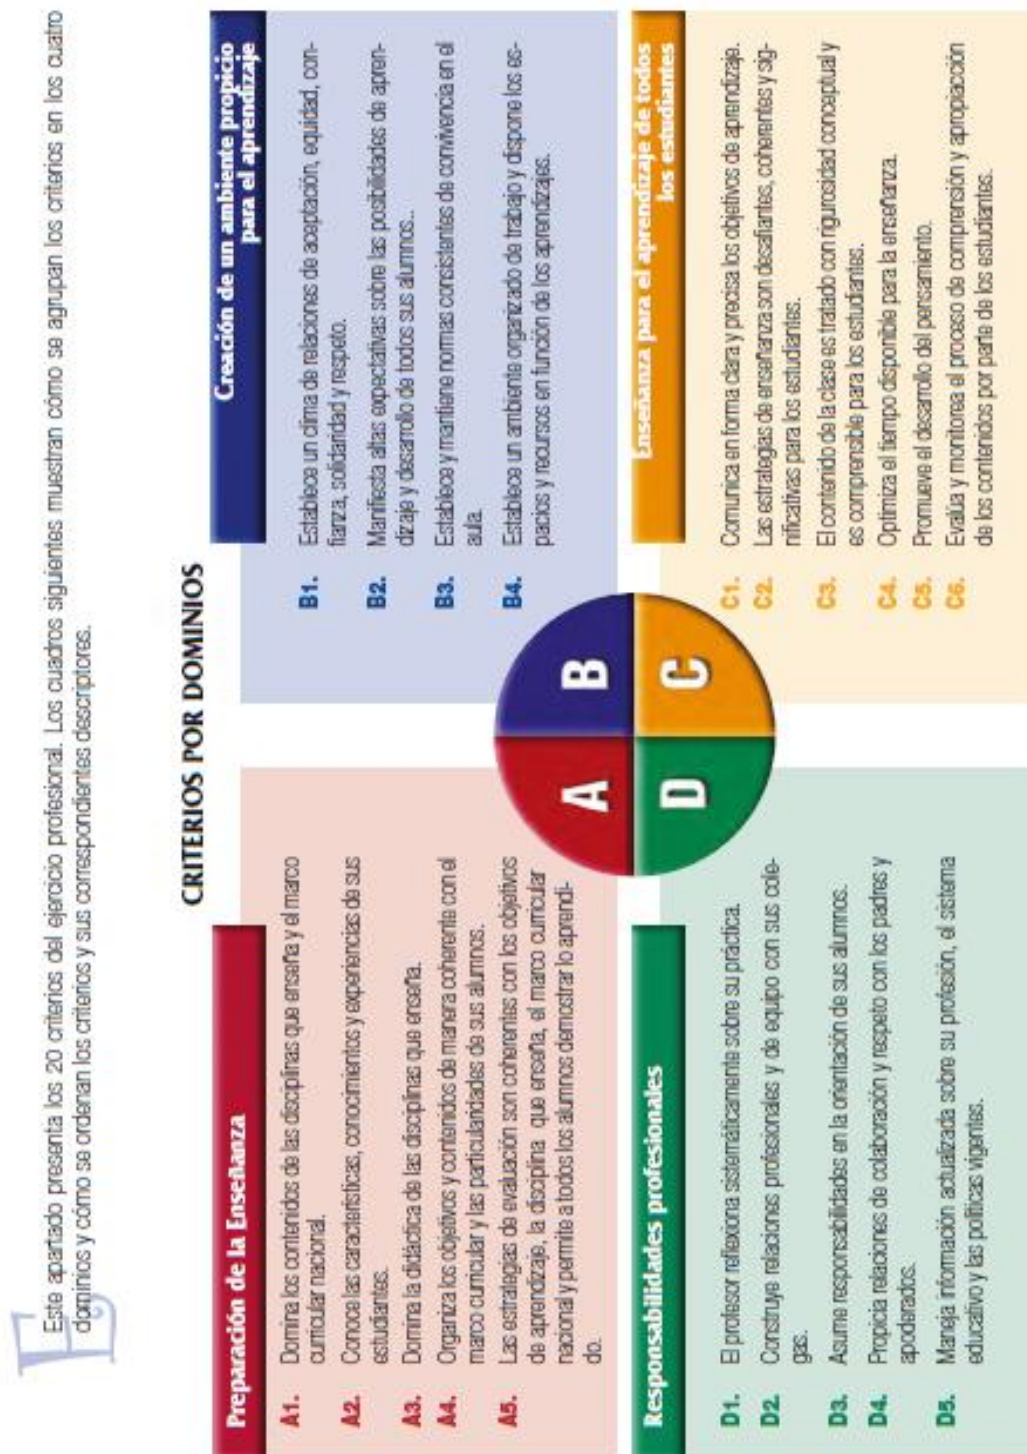 Este apartado presenta los 20 criterios del ejercicio profesional. Los cuadros siguientes muestran cómo se agrupan los criterios en los cuatro
dominios y cómo se ordenan los criterios y sus correspondientes descriptores.
CRITERIOS POR DOMINIOS
Preparación de la Enseñanza
A1. Domina los contenidos de las disciplinas que enseña y el marco
curricular nacional.
A2. Conoce las características, conocimientos y experiencias de sus
estudiantes.
A3. Domina la didáctica de las disciplinas que enseña.
A4. Organiza los objetivos y contenidos de manera coherente con el
marco curricular y las particularidades de sus alumnos.
A5. Las estrategias de evaluación son coherentes con los objetivos
de aprendizaje, la disciplina que enseña, el marco curricular
nacional y permite a todos los alumnos demostrar lo aprendi-
do.
Creación de un ambiente propicio
para el aprendizaje
B1. Establece un clima de relaciones de aceptación, equidad, con-
fianza, solidaridad y respeto.
B2. Manifiesta altas expectativas sobre las posibilidades de apren-
dizaje y desarrollo de todos sus alumnos..
B3. Establece y mantiene normas consistentes de convivencia en el
aula.
B4. Establece un ambiente organizado de trabajo y dispone los es-
pacios y recursos en función de los aprendizajes.
A
B
D
C
Responsabilidades profesionales
D1. El profesor reflexiona sistemáticamente sobre su práctica.
D2. Construye relaciones profesionales y de equipo con sus cole-
gas.
D3. Asume responsabilidades en la orientación de sus alumnos.
D4. Propicia relaciones de colaboración y respeto con los padres y
apoderados.
D5. Maneja información actualizada sobre su profesión, el sistema
educativo y las políticas vigentes.
Enseñanza para el aprendizaje de todos
los estudiantes
C1. Comunica en forma clara y precisa los objetivos de aprendizaje.
C2. Las estrategias de enseñanza son desafiantes, coherentes y sig-
nificativas para los estudiantes.
C3. El contenido de la clase es tratado con rigurosidad conceptual y
es comprensible para los estudiantes.
C4. Optimiza el tiempo disponible para la enseñanza.
C5. Promueve el desarrollo del pensamiento.
C6. Evalúa y monitorea el proceso de comprensión y apropiacción
de los contenidos por parte de los estudiantes.